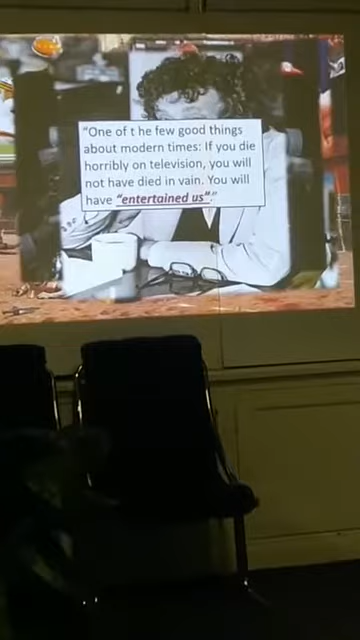 “One of t he few good things
about modern times: If you die
horribly on television, you will
not have died in vain. You will
have “entertained us”.”